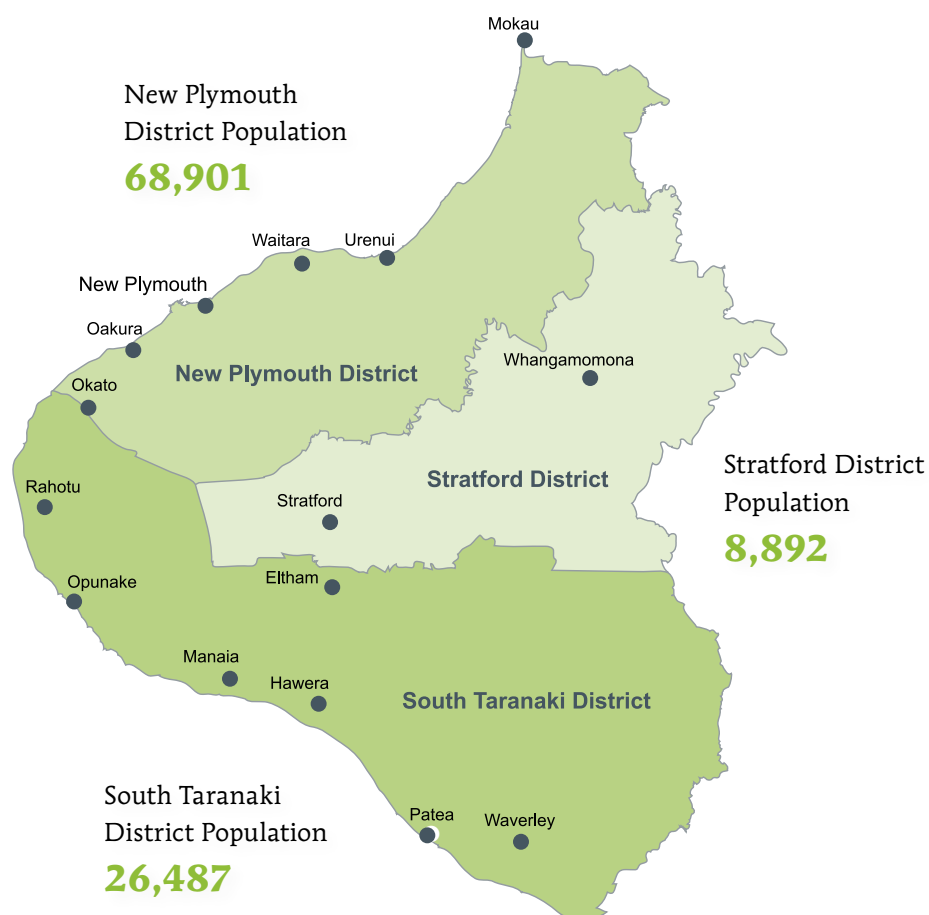 Mokau
New Plymouth
District Population
68,901
Waitara
Urenui
New Plymouth
Oakura
New Plymouth District
Whangamomona
Okato
Stratford District
Population
8,892
Stratford District
Rahotu
Stratford
Eltham
Opunake
Manaia
Hawera
South Taranaki District
South Taranaki
District Population
26,487
Patea
Waverley